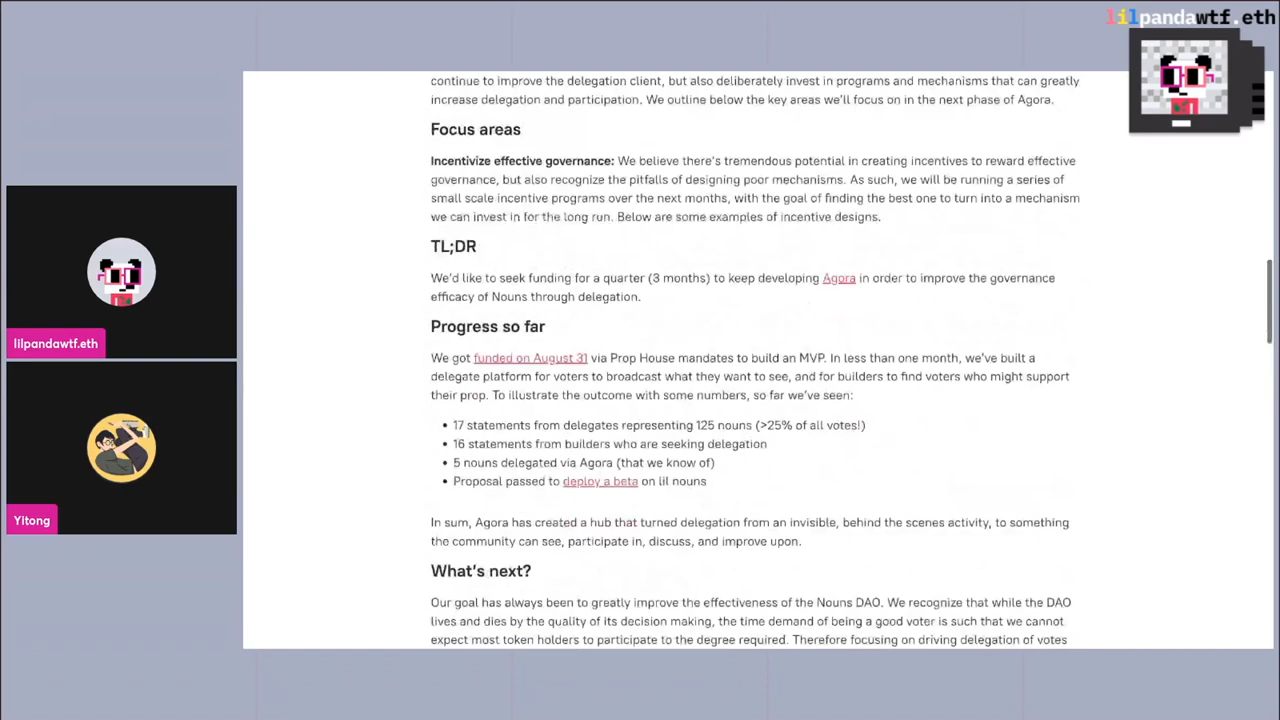 lilpandawtf.eth
continue to improve the delegation client, but also deliberately invest in programs and mechanisms that can greatly
increase delegation and participation. We outline below the key areas we'll focus on in the next phase of Agora.
Focus areas
Incentivize effective governance: We believe there's tremendous potential in creating incentives to reward effective
governance, but also recognize the pitfalls of designing poor mechanisms. As such, we will be running a series of
small scale incentive programs over the next months, with the goal of finding the best one to turn into a mechanism
we can invest in for the long run. Below are some examples of incentive designs.
TL;DR
We'd like to seek funding for a quarter (3 months) to keep developing Agora in order to improve the governance
efficacy of Nouns through delegation.
Progress so far
We got funded on August 31 via Prop House mandates to build an MVP. In less than one month, we've built a
delegate platform for voters to broadcast what they want to see, and for builders to find voters who might support
their prop. To illustrate the outcome with some numbers, so far we've seen:
• 17 statements from delegates representing 125 nouns (>25% of all votes!)
• 16 statements from builders who are seeking delegation
• 5 nouns delegated via Agora (that we know of)
• Proposal passed to deploy a beta on lil nouns
In sum, Agora has created a hub that turned delegation from an invisible, behind the scenes activity, to something
the community can see, participate in, discuss, and improve upon.
What's next?
Our goal has always been to greatly improve the effectiveness of the Nouns DAO. We recognize that while the DAO
lives and dies by the quality of its decision making, the time demand of being a good voter is such that we cannot
expect most token holders to participate to the degree required. Therefore focusing on driving delegation of votes
lilpandawtf.eth
Yitong